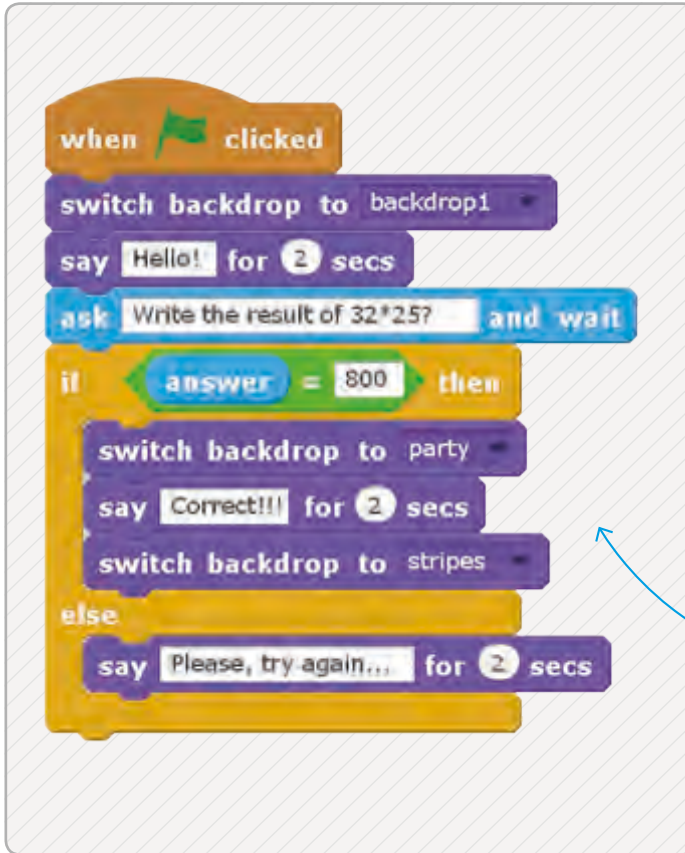 when clicked
switch backdrop to backdrop1
say Hello! for 2 secs
ask Write the result of 32*25? and wait
if answer = 800 then
switch backdrop to party
say Correct!!! for 2 secs
switch backdrop to stripes
else
say Please, try again... for 2 secs